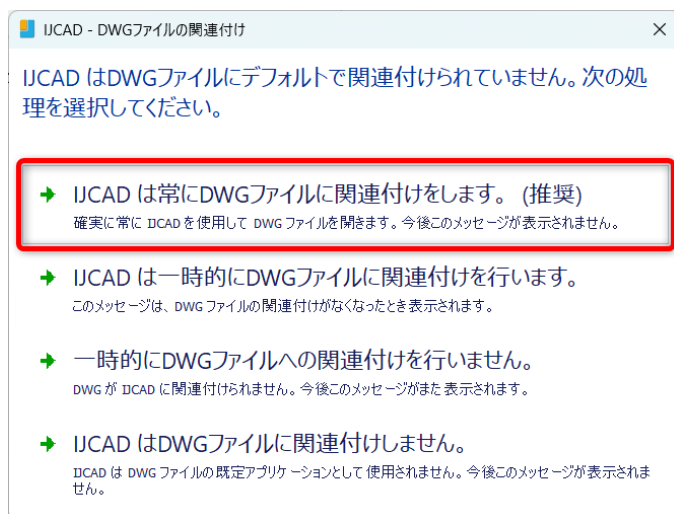 IJCAD - DWGファイルの関連付け
IJCAD はDWGファイルにデフォルトで関連付けられていません。次の処
理を選択してください。
IJCAD は常にDWGファイルに関連付けをします。 (推奨)
確実に常に IJCAD を使用して DWG ファイルを開きます。今後このメッセージが表示されません。
IJCAD は一時的にDWGファイルに関連付けを行います。
このメッセージは、DWG ファイルの関連付けがなくなったとき表示されます。
一時的にDWGファイルへの関連付けを行いません。
DWG が IJCAD に関連付けられません。今後このメッセージがまた表示されます。
IJCAD はDWGファイルに関連付けしません。
IJCAD は DWG ファイルの既定アプリケーションとして使用されません。今後このメッセージが表示されま
せん。